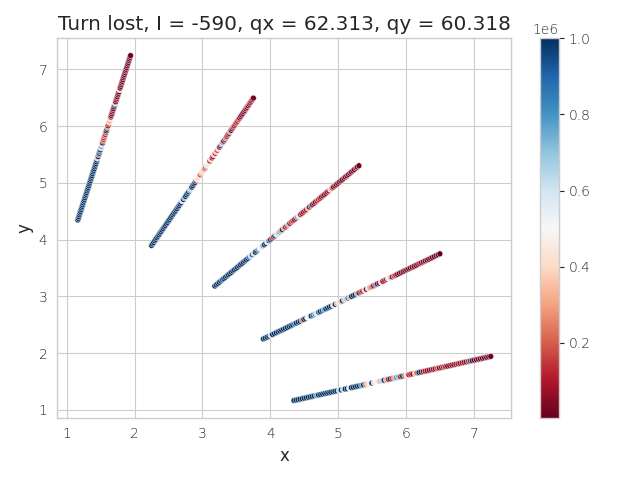 Turn lost, I = -590, qx = 62.313, qy = 60.318
1e6
1.0
0.8
0.6
0.4
0.2
y
7
6
5
4
3
2
1
1 2 3 4 5 6 7
x